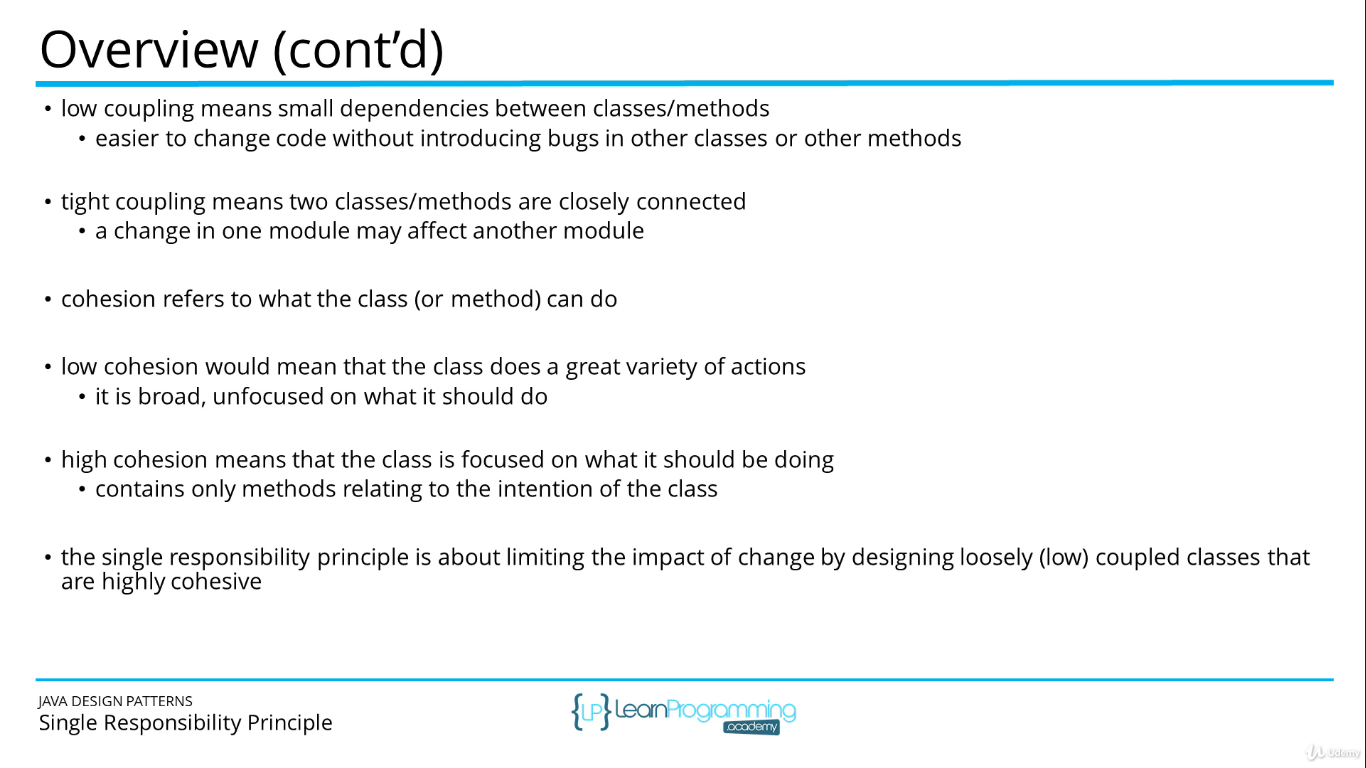 Overview (cont’d)
• low coupling means small dependencies between classes/methods
• easier to change code without introducing bugs in other classes or other methods
• tight coupling means two classes/methods are closely connected
• a change in one module may affect another module
• cohesion refers to what the class (or method) can do
• low cohesion would mean that the class does a great variety of actions
• it is broad, unfocused on what it should do
• high cohesion means that the class is focused on what it should be doing
• contains only methods relating to the intention of the class
• the single responsibility principle is about limiting the impact of change by designing loosely (low) coupled classes that
are highly cohesive
JAVA DESIGN PATTERNS
Single Responsibility Principle
{LP} LearnProgramming
.academy
Udemy